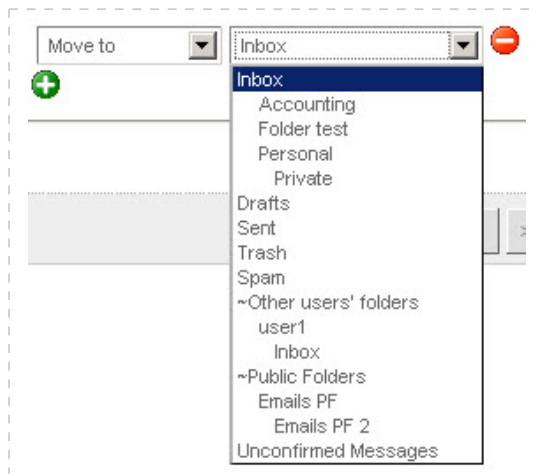 Move to
Inbox
Inbox
Accounting
Folder test
Personal
Private
Drafts
Sent
Trash
Spam
~Other users' folders
user1
Inbox
~Public Folders
Emails PF
Emails PF 2
Unconfirmed Messages
>